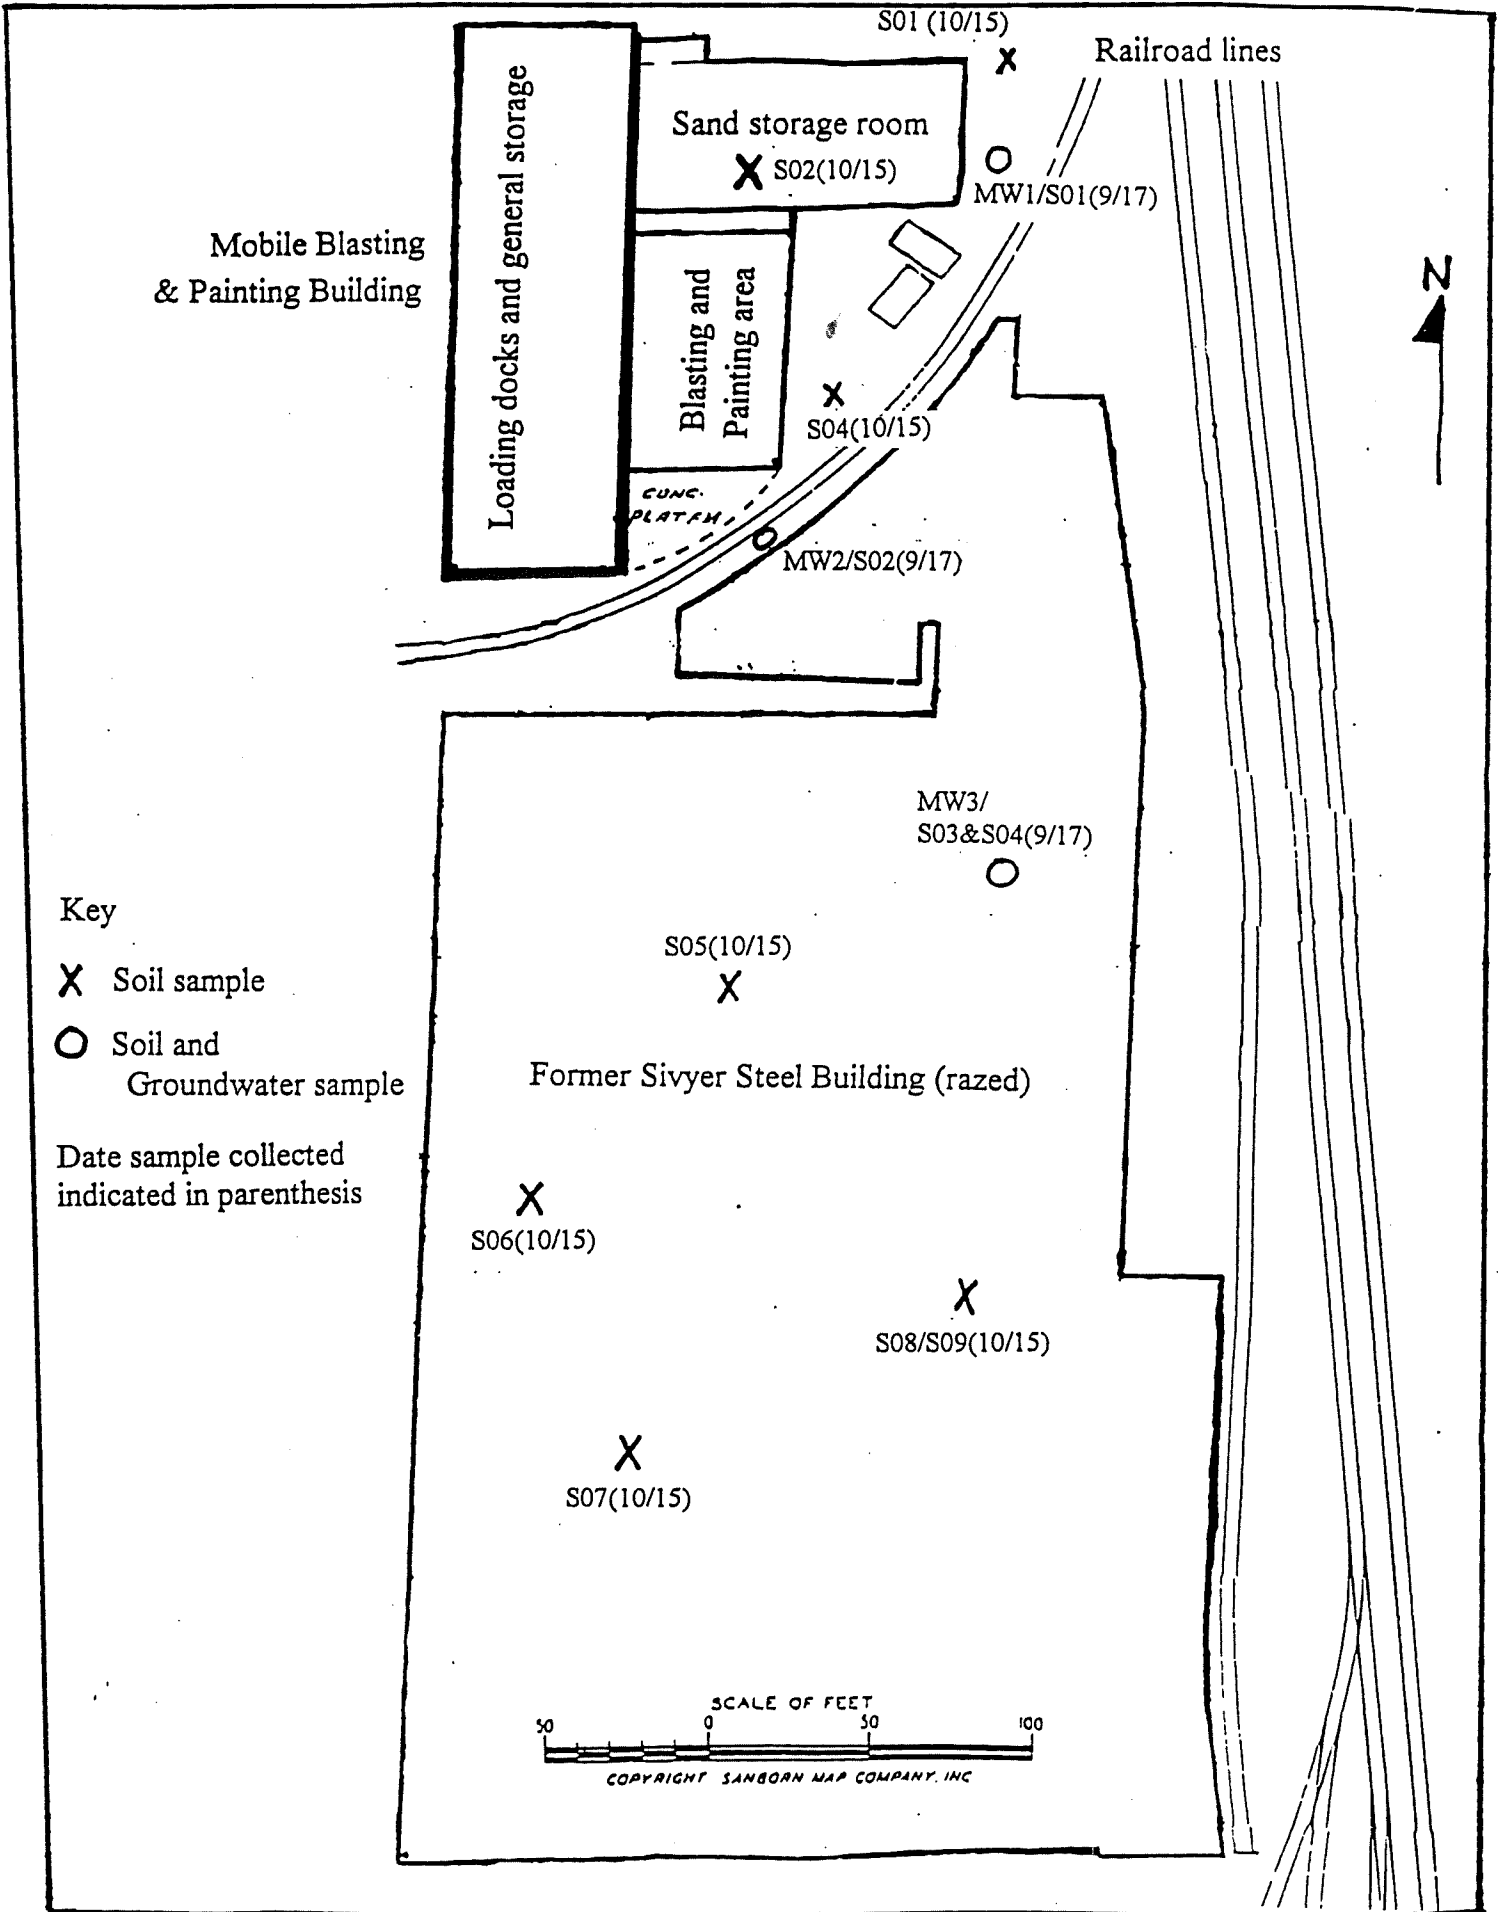 S01 (10/15)
Railroad lines
Sand storage room
S02(10/15)
MW1/S01(9/17)
Loading docks and general storage
Mobile Blasting
& Painting Building
Blasting and
Painting area
N
S04(10/15)
CONC.
PLATFM
MW2/S02(9/17)
MW3/
S03&S04(9/17)
Key
S05(10/15)
X Soil sample
O Soil and
Groundwater sample
Former Sivyer Steel Building (razed)
Date sample collected
indicated in parenthesis
S06(10/15)
S08/S09(10/15)
S07(10/15)
SCALE OF FEET
50 0 50 100
COPYRIGHT SANBORN MAP COMPANY, INC